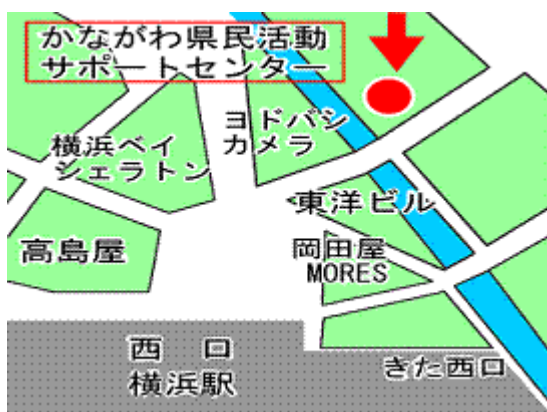 かながわ県民活動
サポートセンター
ヨドバシ
カメラ
横浜ベイ
シェラトン
東洋ビル
高島屋
岡田屋
MORES
西口
横浜駅
きた西口